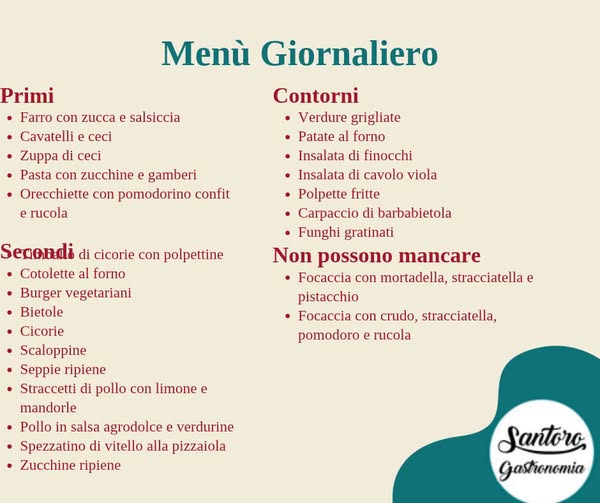 Menù Giornaliero
Primi
Farro con zucca e salsiccia
Cavatelli e ceci
Zuppa di ceci
Pasta con zucchine e gamberi
Orecchiette con pomodorino confit
e rucola
Secondi
di cicorie con polpettine
Cotolette al forno
Burger vegetariani
Bietole
Cicorie
Scaloppine
Seppie ripiene
Straccetti di pollo con limone e
mandorle
Pollo in salsa agrodolce e verdurine
Spezzatino di vitello alla pizzaiola
Zucchine ripiene
Contorni
Verdure grigliate
Patate al forno
Insalata di finocchi
Insalata di cavolo viola
Polpette fritte
Carpaccio di barbabietola
Funghi gratinati
Non possono mancare
Focaccia con mortadella, stracciatella e
pistacchio
Focaccia con crudo, stracciatella,
pomodoro e rucola
Santoro
Gastronomia